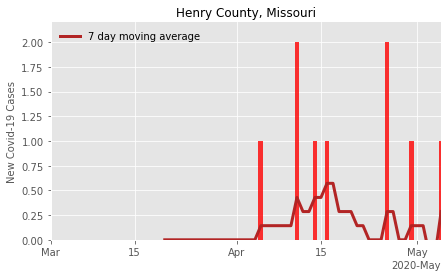 Henry County, Missouri
7 day moving average
New Covid-19 Cases
2.00
1.75
1.50
1.25
1.00
0.75
0.50
0.25
0.00
Mar 15 Apr 15 May
2020-May